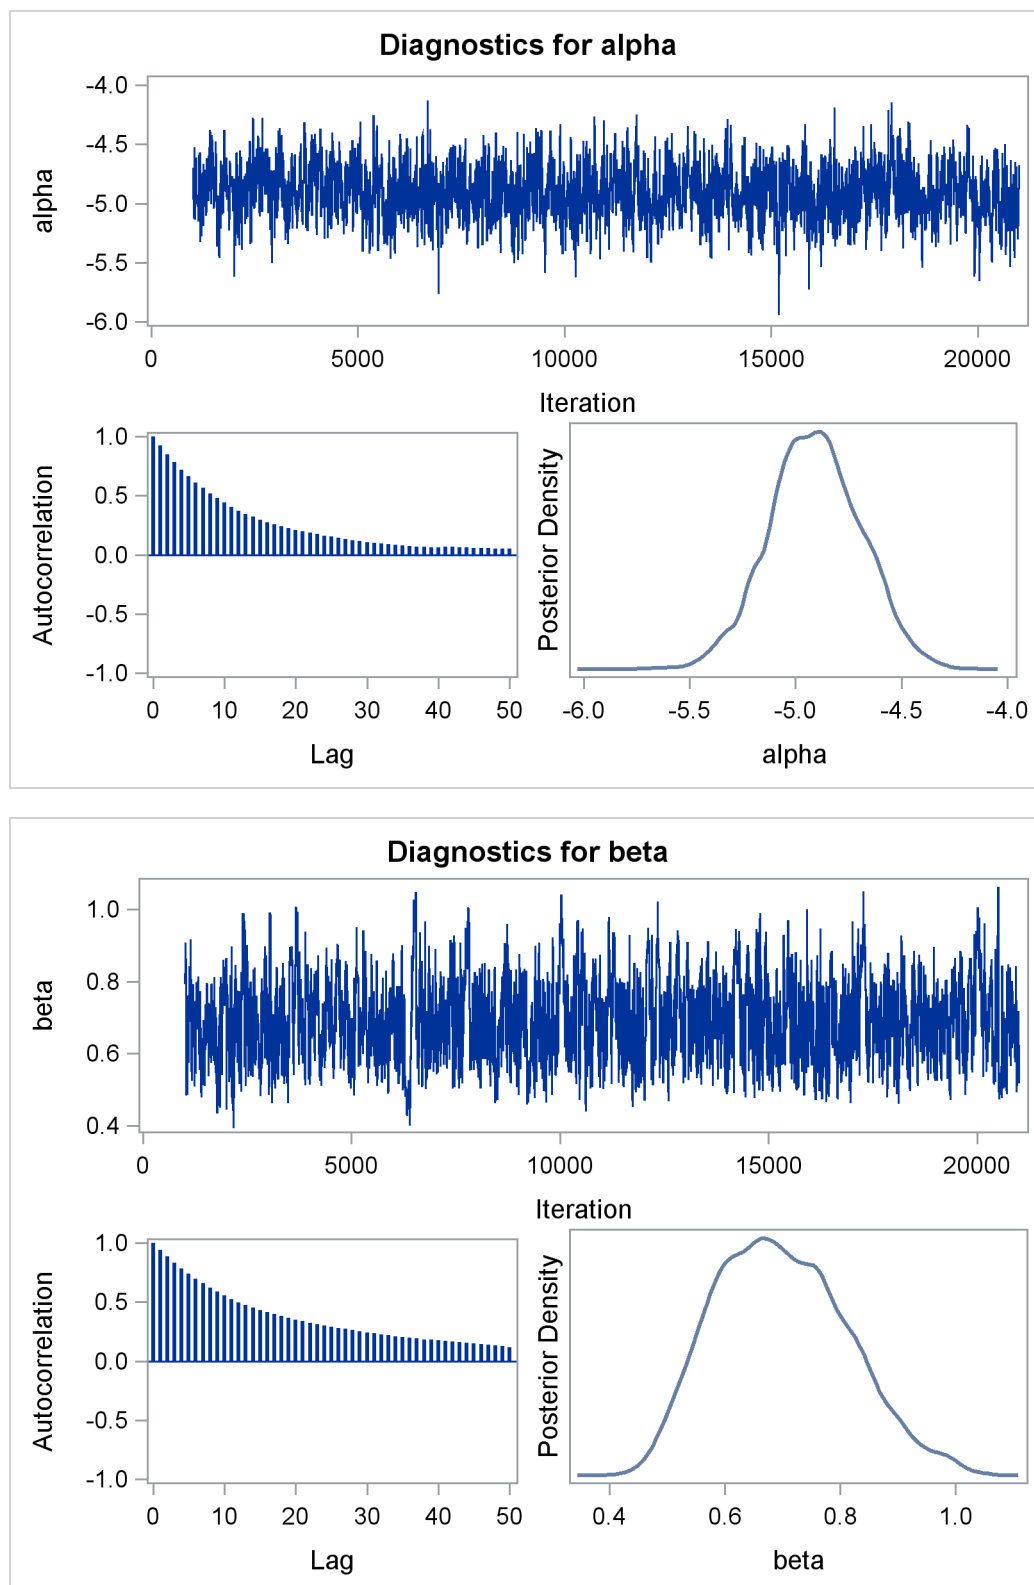 Diagnostics for alpha
-4.0
-4.5
-5.0
-5.5
-6.0
alpha
0 5000 10000 15000 20000
Iteration
1.0
0.5
0.0
-0.5
-1.0
Autocorrelation
0 10 20 30 40 50
Lag
Posterior Density
-6.0 -5.5 -5.0 -4.5 -4.0
alpha
Diagnostics for beta
1.0
0.8
0.6
0.4
beta
0 5000 10000 15000 20000
Iteration
1.0
0.5
0.0
-0.5
-1.0
Autocorrelation
0 10 20 30 40 50
Lag
Posterior Density
0.4 0.6 0.8 1.0
beta